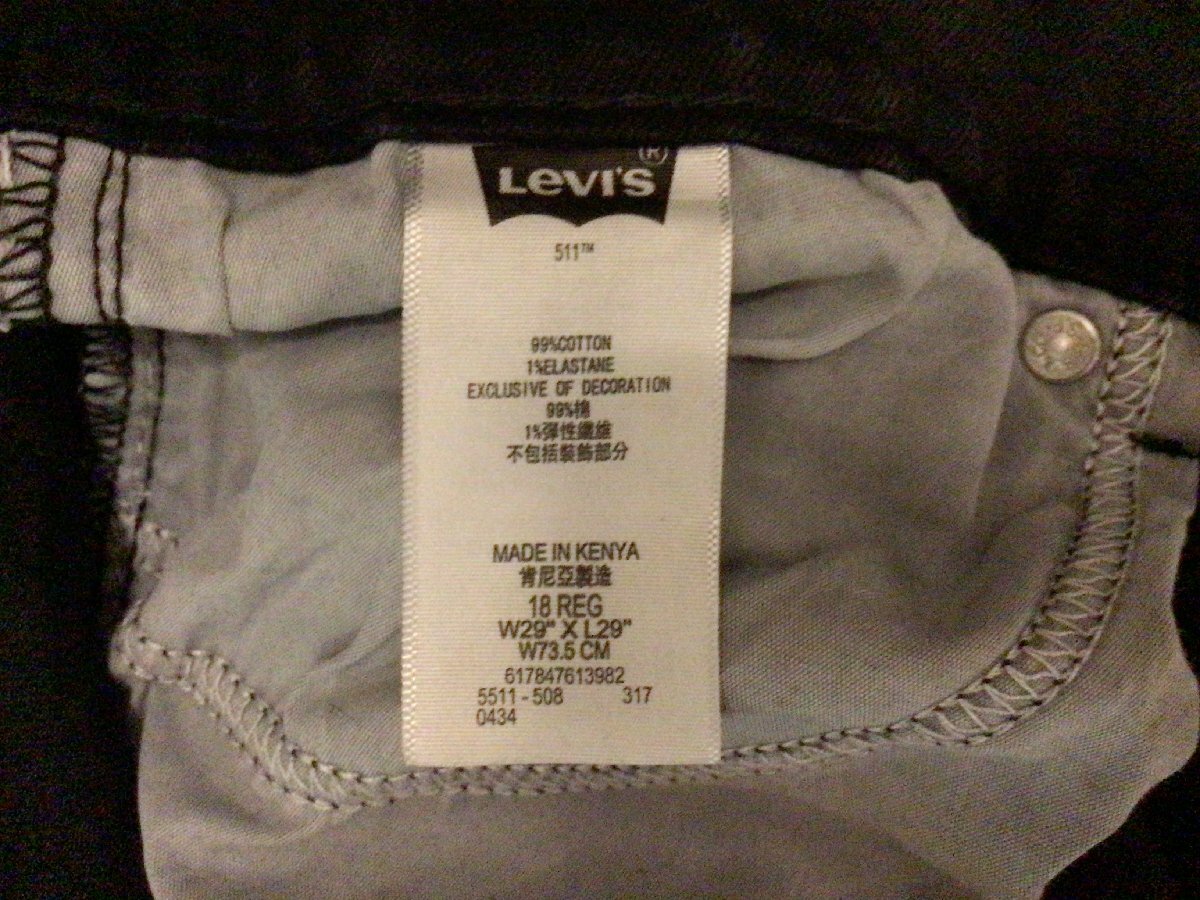 Levi's®
511™
99%COTTON
1%ELASTANE
EXCLUSIVE OF DECORATION
99%棉
1%彈性纖維
不包括裝飾部分
MADE IN KENYA
肯尼亞製造
18 REG
W29" X L29"
W73.5 CM
617847613982
5511 - 508 317
0434